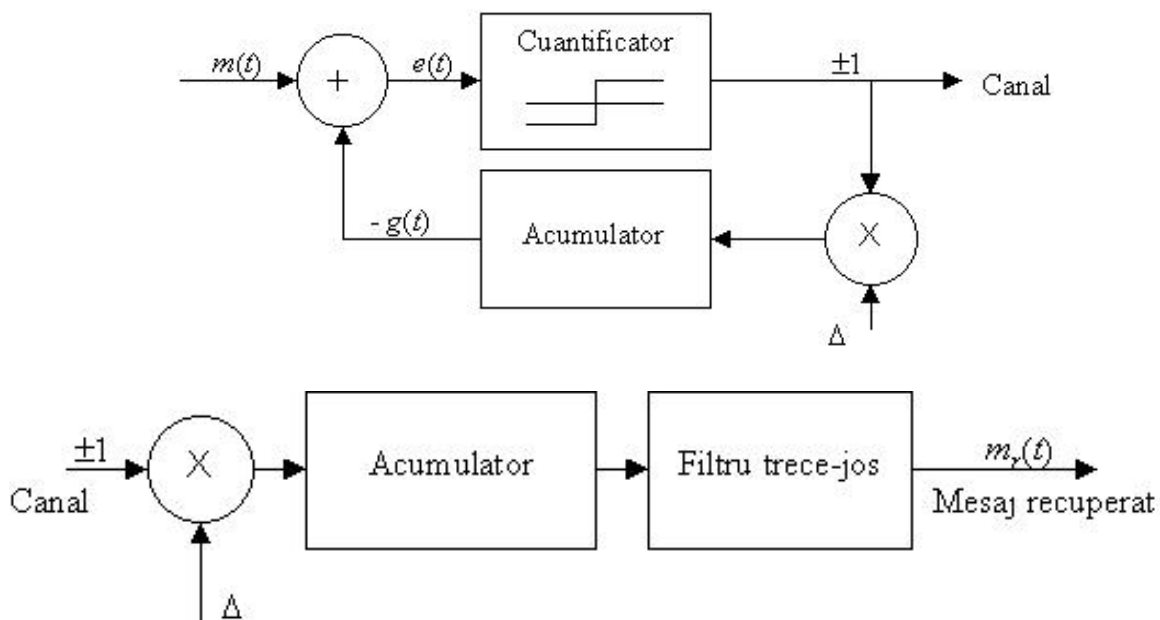 Cuantificator
m(t)
+
e(t)
±1
Canal
- g(t)
Acumulator
X
Δ
±1
Canal
X
Acumulator
Filtru trece-jos
m_r(t)
Mesaj recuperat
Δ